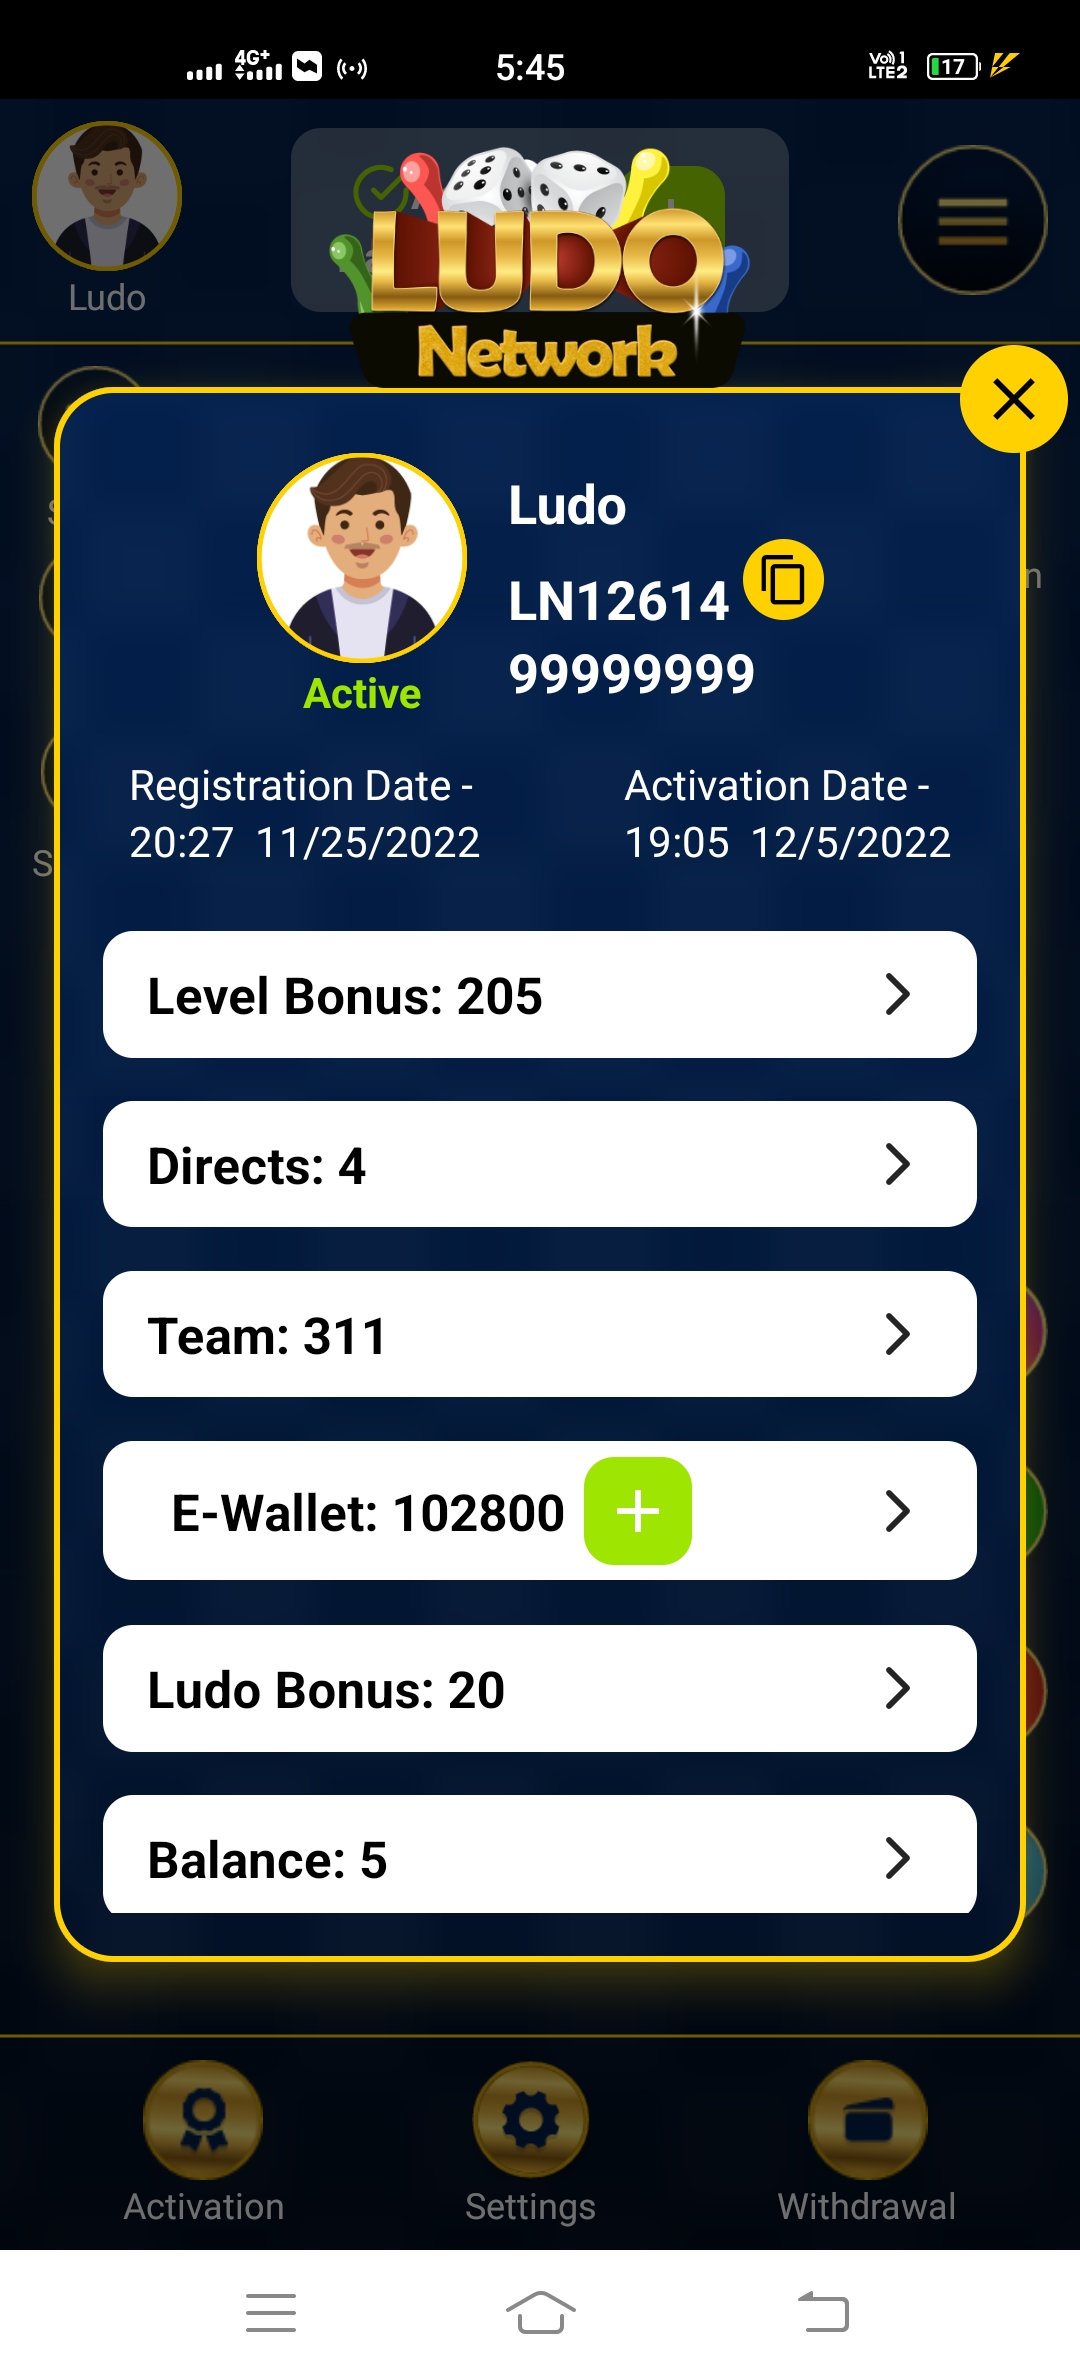 4G+
5:45
Vo)) 1
LTE2
17
Ludo
LUDO
Network
Ludo
LN12614
99999999
Active
Registration Date -
20:27 11/25/2022
Activation Date -
19:05 12/5/2022
Level Bonus: 205
Directs: 4
Team: 311
E-Wallet: 102800
Ludo Bonus: 20
Balance: 5
Activation
Settings
Withdrawal